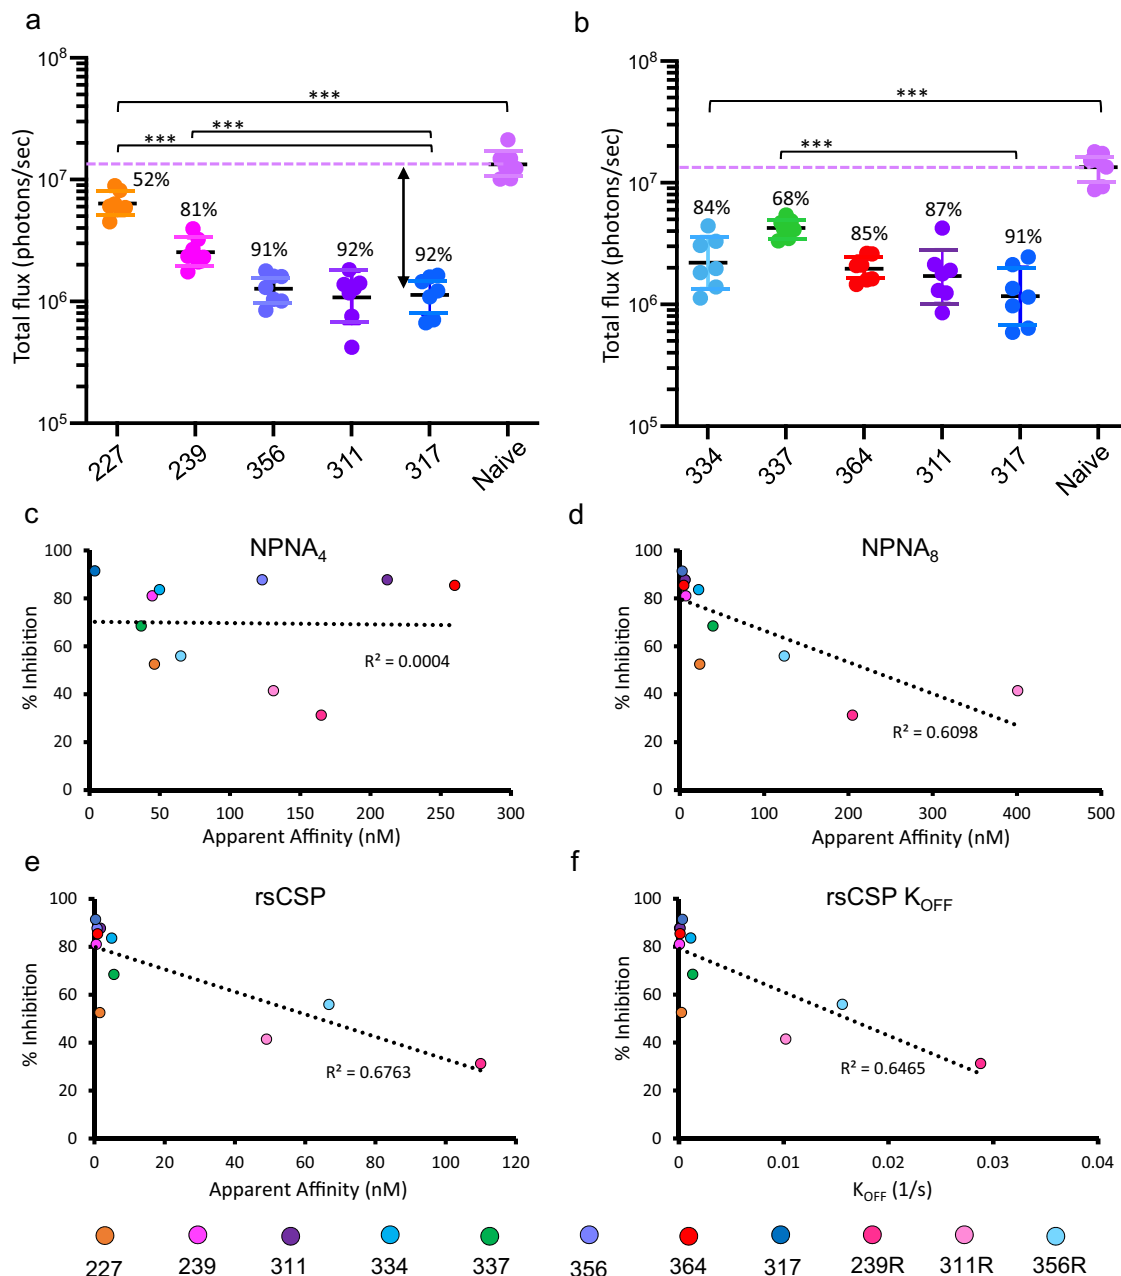 a
10⁸
10⁷
10⁶
10⁵
Total flux (photons/sec)
***
***
***
52%
81%
91%
92%
92%
227
239
356
311
317
Naive
b
10⁸
10⁷
10⁶
10⁵
Total flux (photons/sec)
***
***
84%
68%
85%
87%
91%
334
337
364
311
317
Naive
c
NPNA₄
100
80
60
40
20
0
% Inhibition
R² = 0.0004
0 50 100 150 200 250 300
Apparent Affinity (nM)
d
NPNA₈
100
80
60
40
20
0
% Inhibition
R² = 0.6098
0 100 200 300 400 500
Apparent Affinity (nM)
e
rsCSP
100
80
60
40
20
0
% Inhibition
R² = 0.6763
0 20 40 60 80 100 120
Apparent Affinity (nM)
f
rsCSP K_OFF
100
80
60
40
20
0
% Inhibition
R² = 0.6465
0 0.01 0.02 0.03 0.04
K_OFF (1/s)
227 239 311 334 337 356 364 317 239R 311R 356R